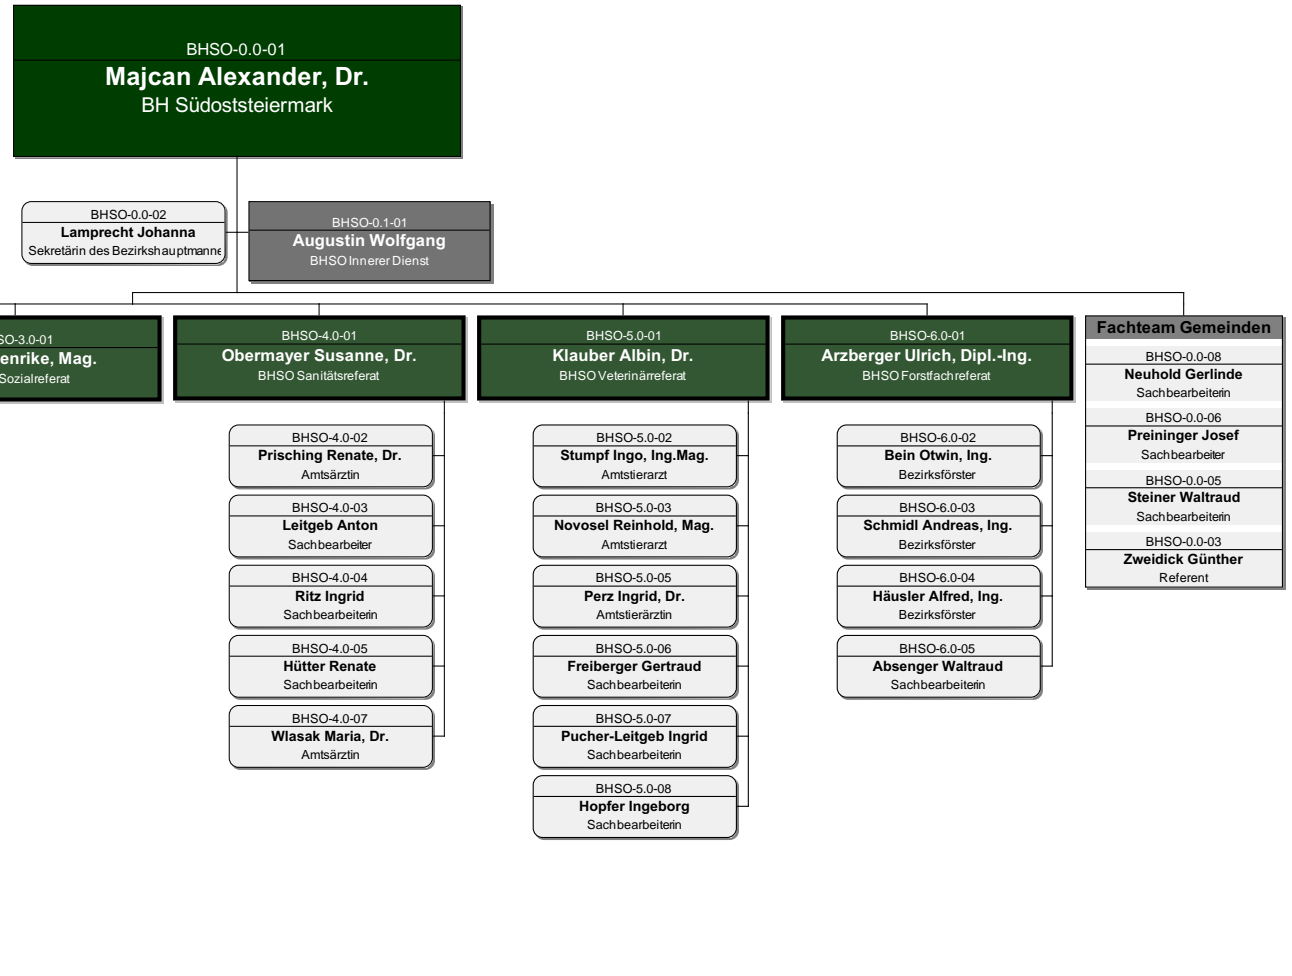 BHSO-0.0-01
Majcan Alexander, Dr.
BH Südoststeiermark
BHSO-0.0-02
Lamprecht Johanna
Sekretärin des Bezirkshauptmanne
BHSO-0.1-01
Augustin Wolfgang
BHSO Innerer Dienst
SO-3.0-01
enrike, Mag.
Sozialreferat
BHSO-4.0-01
Obermayer Susanne, Dr.
BHSO Sanitätsreferat
BHSO-4.0-02
Prisching Renate, Dr.
Amtsärztin
BHSO-4.0-03
Leitgeb Anton
Sachbearbeiter
BHSO-4.0-04
Ritz Ingrid
Sachbearbeiterin
BHSO-4.0-05
Hütter Renate
Sachbearbeiterin
BHSO-4.0-07
Wlasak Maria, Dr.
Amtsärztin
BHSO-5.0-01
Klauber Albin, Dr.
BHSO Veterinärreferat
BHSO-5.0-02
Stumpf Ingo, Ing.Mag.
Amtstierarzt
BHSO-5.0-03
Novosel Reinhold, Mag.
Amtstierarzt
BHSO-5.0-05
Perz Ingrid, Dr.
Amtstierärztin
BHSO-5.0-06
Freiberger Gertraud
Sachbearbeiterin
BHSO-5.0-07
Pucher-Leitgeb Ingrid
Sachbearbeiterin
BHSO-5.0-08
Hopfer Ingeborg
Sachbearbeiterin
BHSO-6.0-01
Arzberger Ulrich, Dipl.-Ing.
BHSO Forstfachreferat
BHSO-6.0-02
Bein Otwin, Ing.
Bezirksförster
BHSO-6.0-03
Schmidl Andreas, Ing.
Bezirksförster
BHSO-6.0-04
Häusler Alfred, Ing.
Bezirksförster
BHSO-6.0-05
Absenger Waltraud
Sachbearbeiterin
Fachteam Gemeinden
BHSO-0.0-08
Neuhold Gerlinde
Sachbearbeiterin
BHSO-0.0-06
Preininger Josef
Sachbearbeiter
BHSO-0.0-05
Steiner Waltraud
Sachbearbeiterin
BHSO-0.0-03
Zweidick Günther
Referent